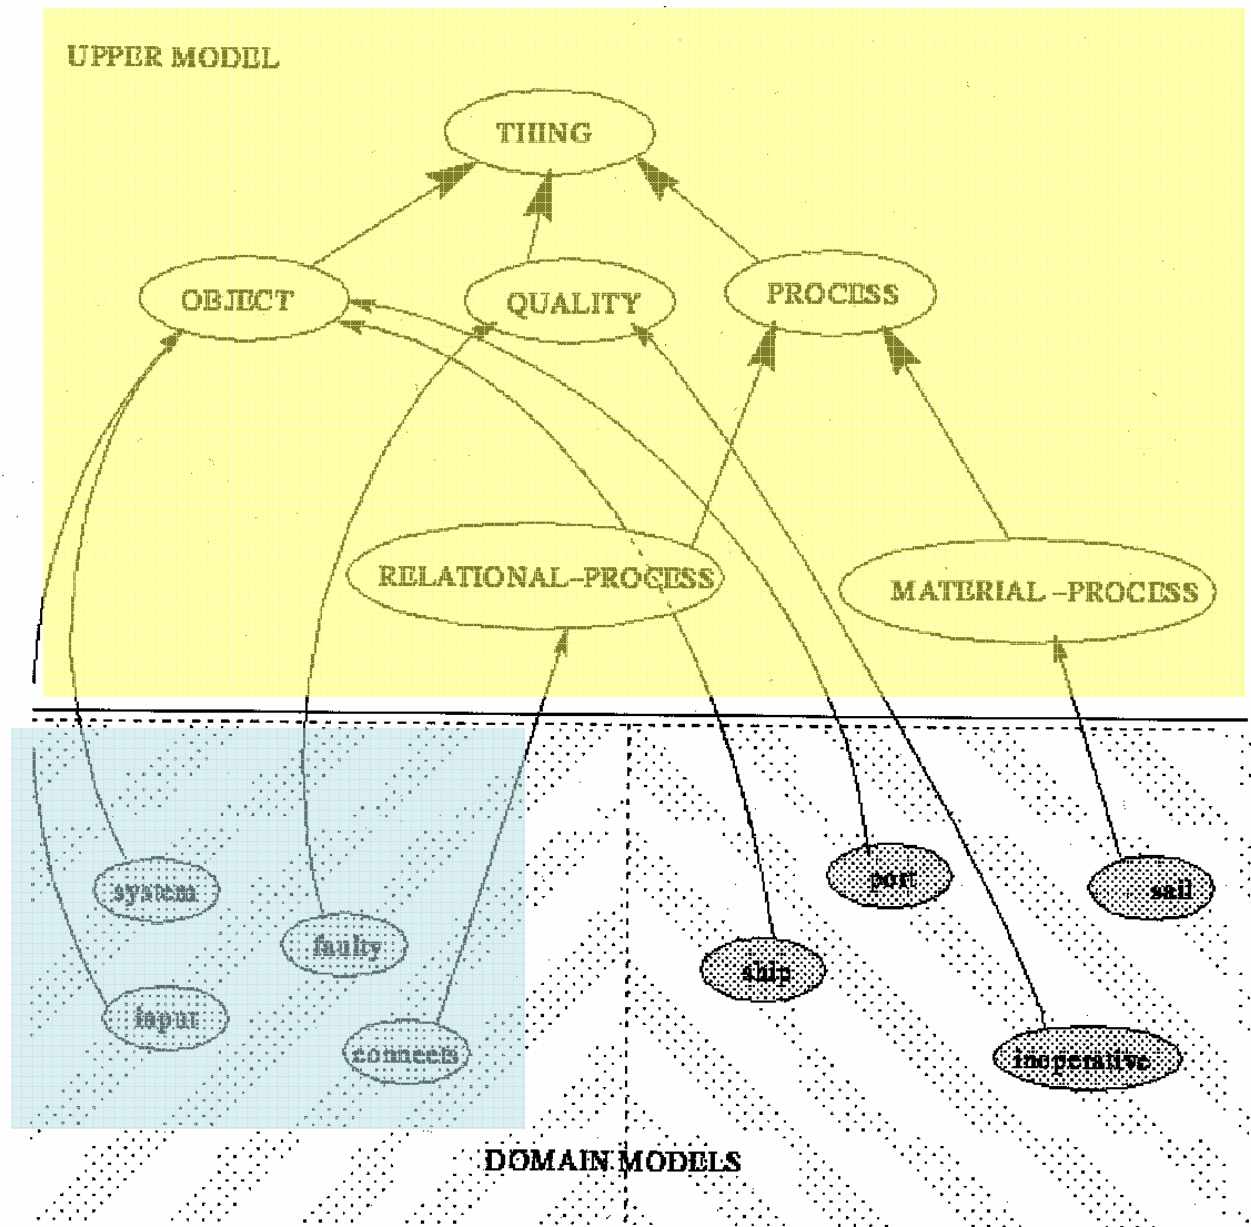 UPPER MODEL
THING
OBJECT
QUALITY
PROCESS
RELATIONAL-PROCESS
MATERIAL-PROCESS
system
faulty
input
connects
port
sail
ship
inoperative
DOMAIN MODELS